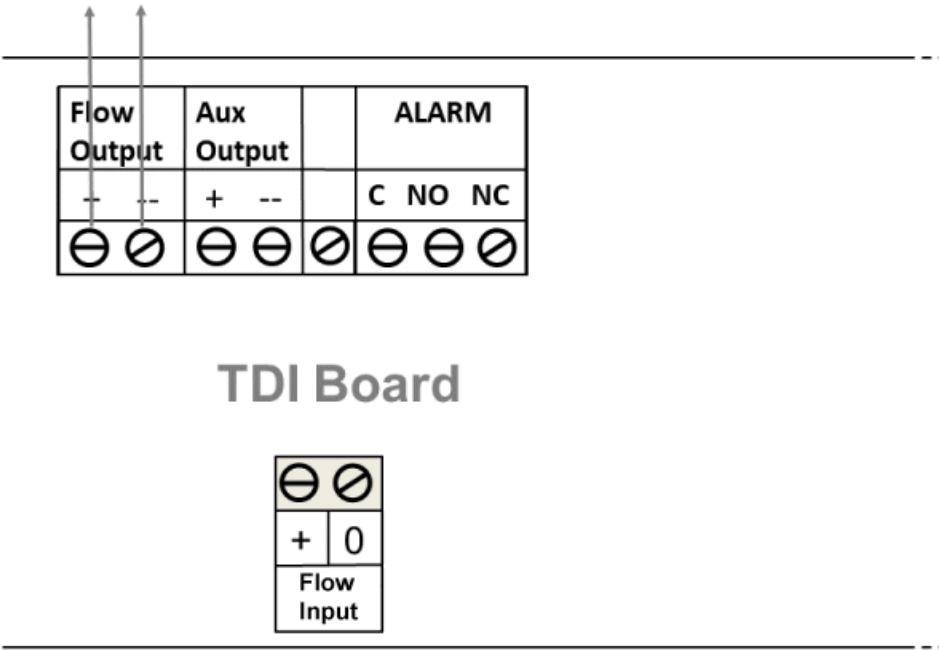 Flow Output
Aux Output
ALARM
+ --
+ --
C NO NC
TDI Board
+ 0
Flow
Input